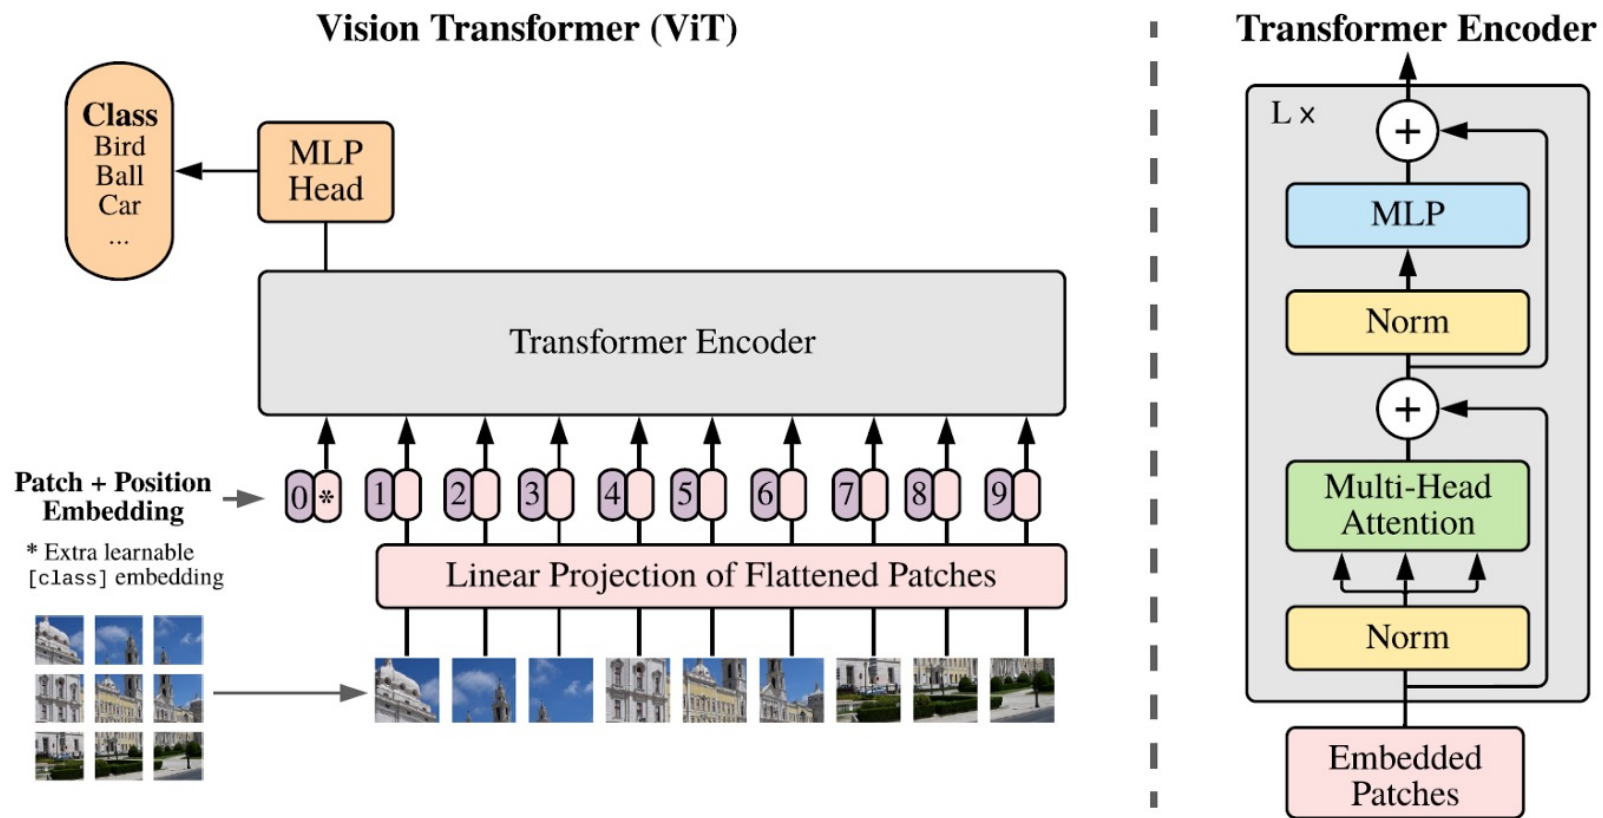 Vision Transformer (ViT)
Class
Bird
Ball
Car
...
MLP
Head
Transformer Encoder
Patch + Position
Embedding
* Extra learnable
[class] embedding
0 * 1 2 3 4 5 6 7 8 9
Linear Projection of Flattened Patches
Transformer Encoder
L x
+
MLP
Norm
+
Multi-Head
Attention
Norm
Embedded
Patches